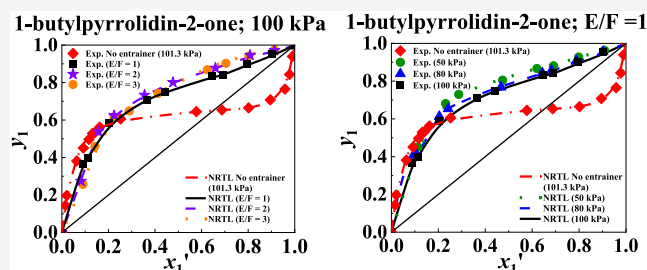 1-butylpyrrolidin-2-one; 100 kPa
1.0
0.8
0.6
0.4
0.2
0.0
y₁
Exp. No entrainer (101.3 kPa)
Exp. (E/F = 1)
Exp. (E/F = 2)
Exp. (E/F = 3)
NRTL No entrainer
(101.3 kPa)
NRTL (E/F = 1)
NRTL (E/F = 2)
NRTL (E/F = 3)
0.0 0.2 0.4 0.6 0.8 1.0
x₁'
1-butylpyrrolidin-2-one; E/F =1
1.0
0.8
0.6
0.4
0.2
0.0
y₁
Exp. No entrainer (101.3 kPa)
Exp. (50 kPa)
Exp. (80 kPa)
Exp. (100 kPa)
NRTL No entrainer
(101.3 kPa)
NRTL (50 kPa)
NRTL (80 kPa)
NRTL (100 kPa)
0.0 0.2 0.4 0.6 0.8 1.0
x₁'